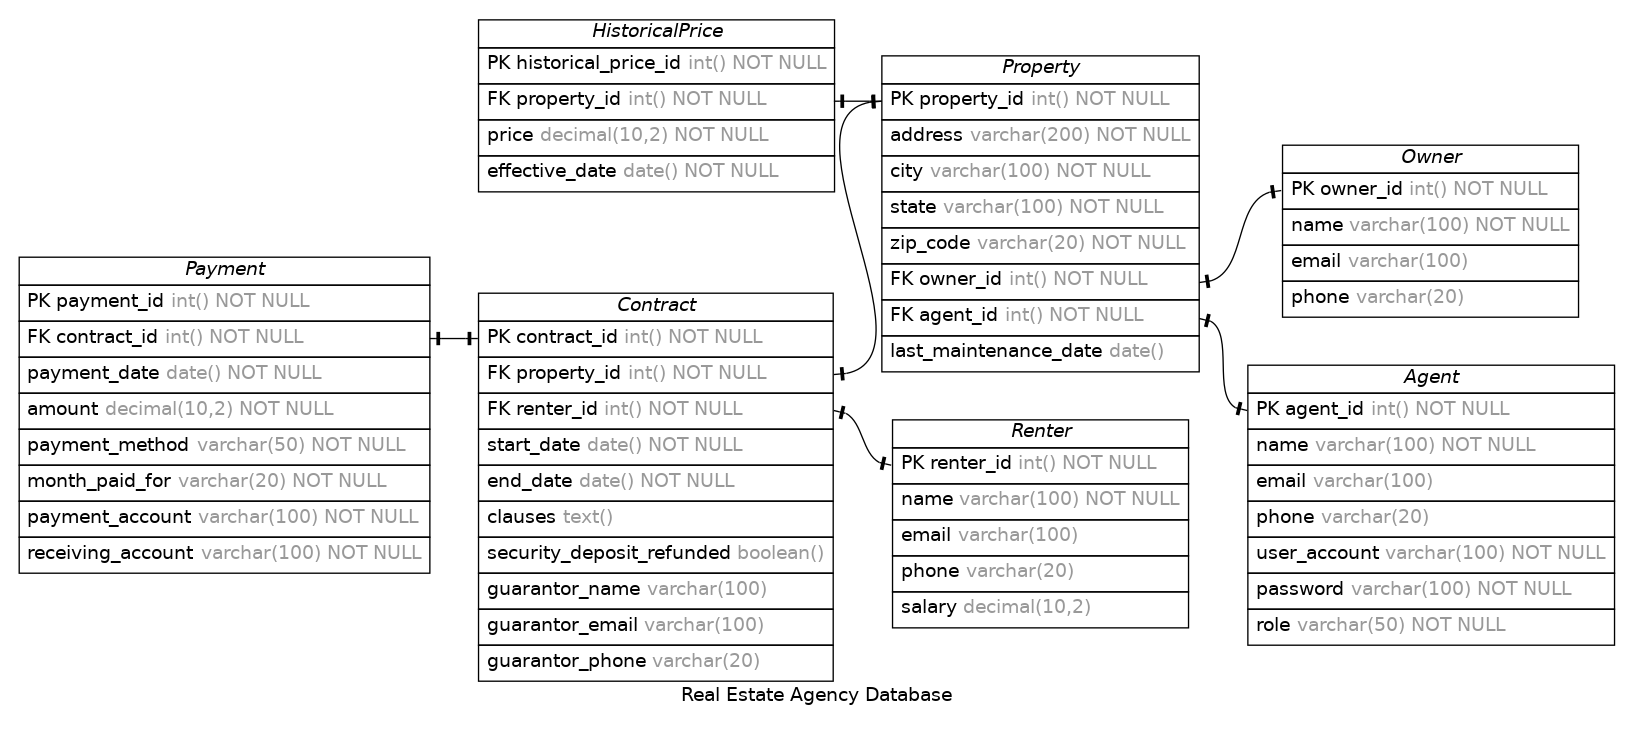 HistoricalPrice
PK historical_price_id int() NOT NULL
FK property_id int() NOT NULL
price decimal(10,2) NOT NULL
effective_date date() NOT NULL
Property
PK property_id int() NOT NULL
address varchar(200) NOT NULL
city varchar(100) NOT NULL
state varchar(100) NOT NULL
zip_code varchar(20) NOT NULL
FK owner_id int() NOT NULL
FK agent_id int() NOT NULL
last_maintenance_date date()
Owner
PK owner_id int() NOT NULL
name varchar(100) NOT NULL
email varchar(100)
phone varchar(20)
Payment
PK payment_id int() NOT NULL
FK contract_id int() NOT NULL
payment_date date() NOT NULL
amount decimal(10,2) NOT NULL
payment_method varchar(50) NOT NULL
month_paid_for varchar(20) NOT NULL
payment_account varchar(100) NOT NULL
receiving_account varchar(100) NOT NULL
Contract
PK contract_id int() NOT NULL
FK property_id int() NOT NULL
FK renter_id int() NOT NULL
start_date date() NOT NULL
end_date date() NOT NULL
clauses text()
security_deposit_refunded boolean()
guarantor_name varchar(100)
guarantor_email varchar(100)
guarantor_phone varchar(20)
Renter
PK renter_id int() NOT NULL
name varchar(100) NOT NULL
email varchar(100)
phone varchar(20)
salary decimal(10,2)
Agent
PK agent_id int() NOT NULL
name varchar(100) NOT NULL
email varchar(100)
phone varchar(20)
user_account varchar(100) NOT NULL
password varchar(100) NOT NULL
role varchar(50) NOT NULL
Real Estate Agency Database